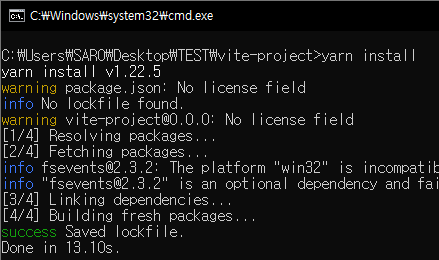 C:\Windows\system32\cmd.exe
C:₩Users₩SARO₩Desktop₩TEST₩vite-project>yarn install
yarn install v1.22.5
warning package.json: No license field
info No lockfile found.
warning vite-project@0.0.0: No license field
[1/4] Resolving packages...
[2/4] Fetching packages...
info fsevents@2.3.2: The platform "win32" is incompatib
info "fsevents@2.3.2" is an optional dependency and fai
[3/4] Linking dependencies...
[4/4] Building fresh packages...
success Saved lockfile.
Done in 13.10s.